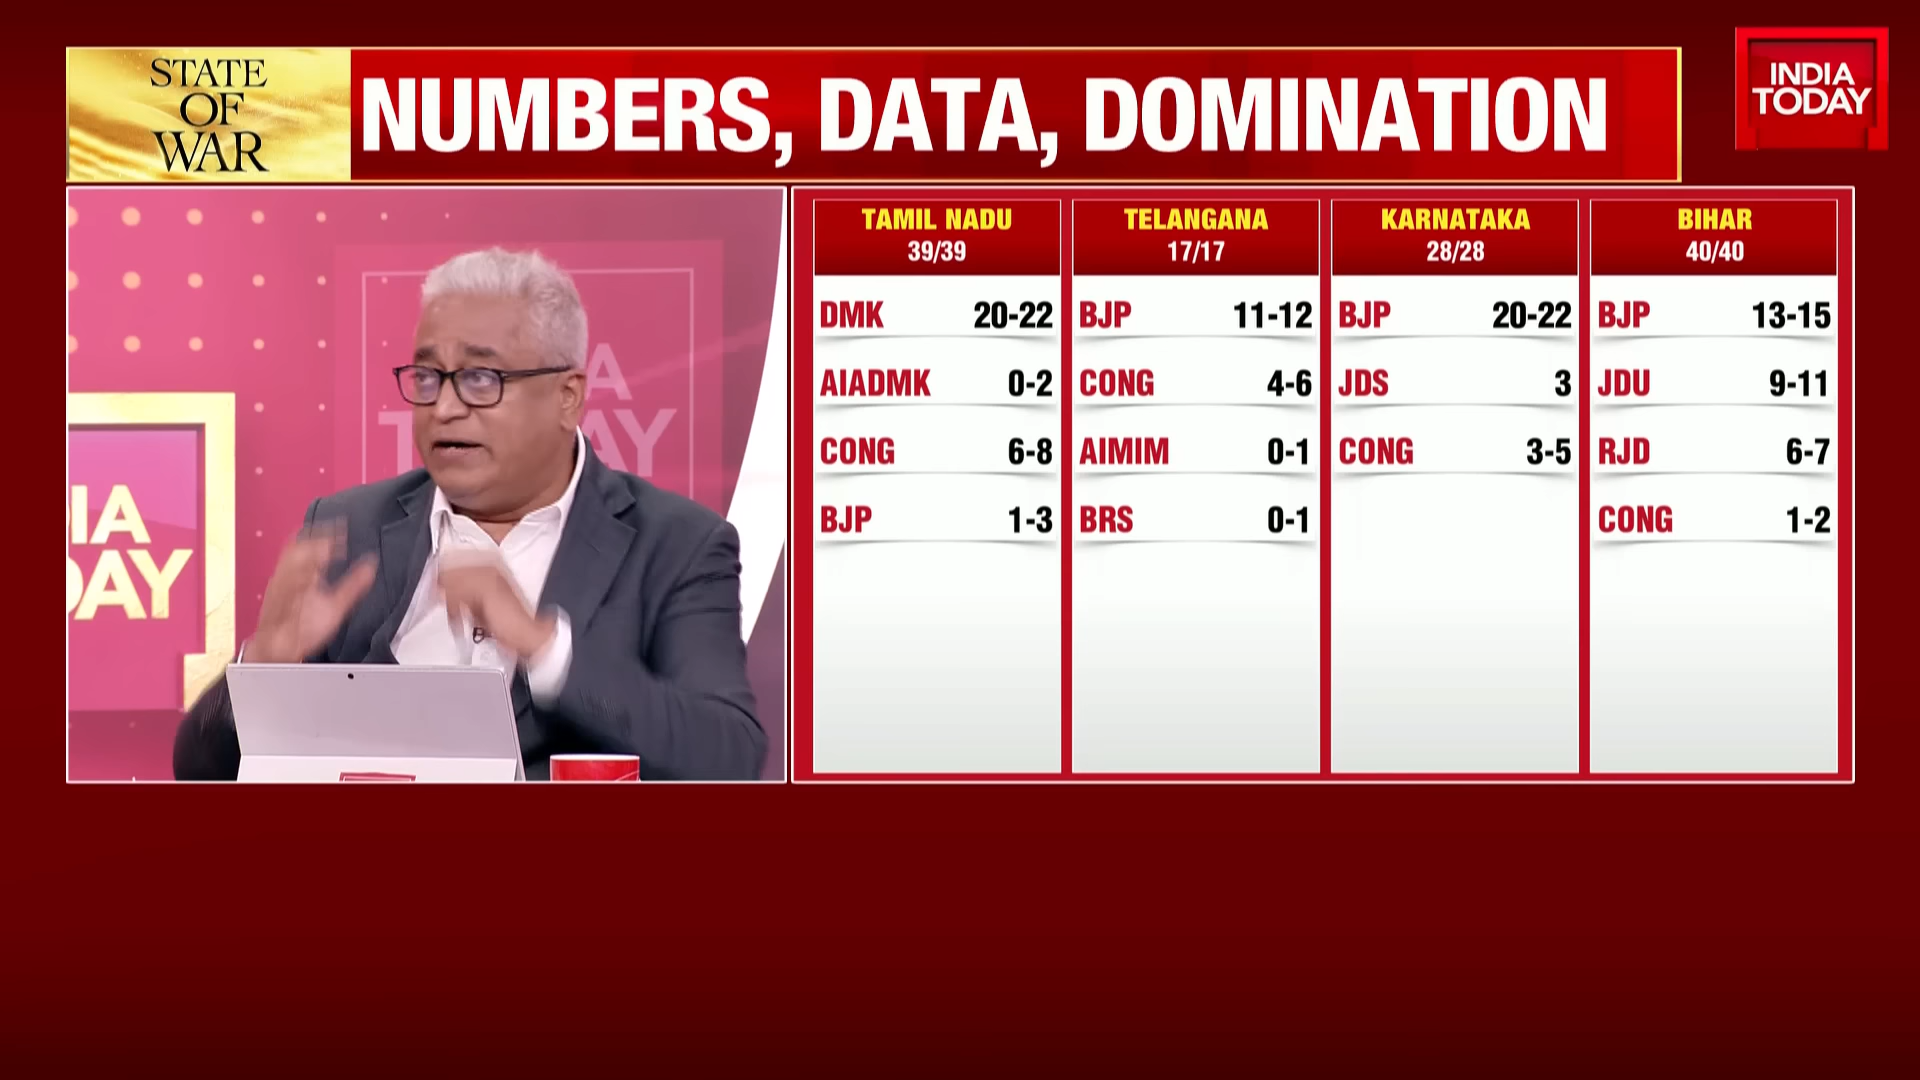 STATE
OF
WAR
NUMBERS, DATA, DOMINATION
INDIA
TODAY
IA
DAY
A
TODAY
TAMIL NADU
39/39
DMK 20-22
AIADMK 0-2
CONG 6-8
BJP 1-3
TELANGANA
17/17
BJP 11-12
CONG 4-6
AIMIM 0-1
BRS 0-1
KARNATAKA
28/28
BJP 20-22
JDS 3
CONG 3-5
BIHAR
40/40
BJP 13-15
JDU 9-11
RJD 6-7
CONG 1-2